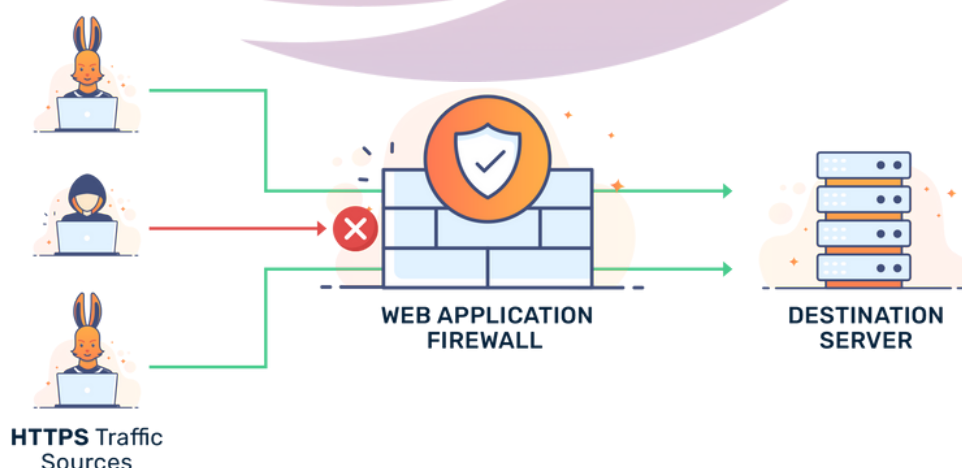 WEB APPLICATION
FIREWALL
DESTINATION
SERVER
HTTPS Traffic
Sources